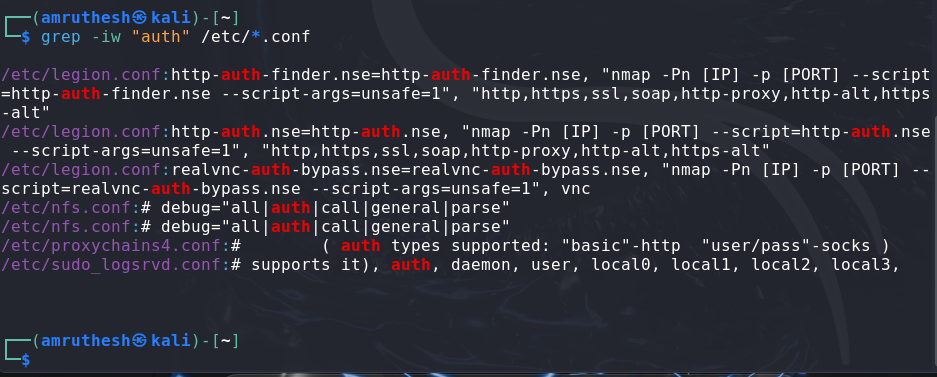 ┌──(amruthesh㉿kali)-[~]
└─$ grep -iw "auth" /etc/*.conf
/etc/legion.conf:http-auth-finder.nse=http-auth-finder.nse, "nmap -Pn [IP] -p [PORT] --script
=http-auth-finder.nse --script-args=unsafe=1", "http,https,ssl,soap,http-proxy,http-alt,https
-alt"
/etc/legion.conf:http-auth.nse=http-auth.nse, "nmap -Pn [IP] -p [PORT] --script=http-auth.nse
 --script-args=unsafe=1", "http,https,ssl,soap,http-proxy,http-alt,https-alt"
/etc/legion.conf:realvnc-auth-bypass.nse=realvnc-auth-bypass.nse, "nmap -Pn [IP] -p [PORT] --
script=realvnc-auth-bypass.nse --script-args=unsafe=1", vnc
/etc/nfs.conf:# debug="all|auth|call|general|parse"
/etc/nfs.conf:# debug="all|auth|call|general|parse"
/etc/proxychains4.conf:#        ( auth types supported: "basic"-http  "user/pass"-socks )
/etc/sudo_logsrvd.conf:# supports it), auth, daemon, user, local0, local1, local2, local3,
┌──(amruthesh㉿kali)-[~]
└─$